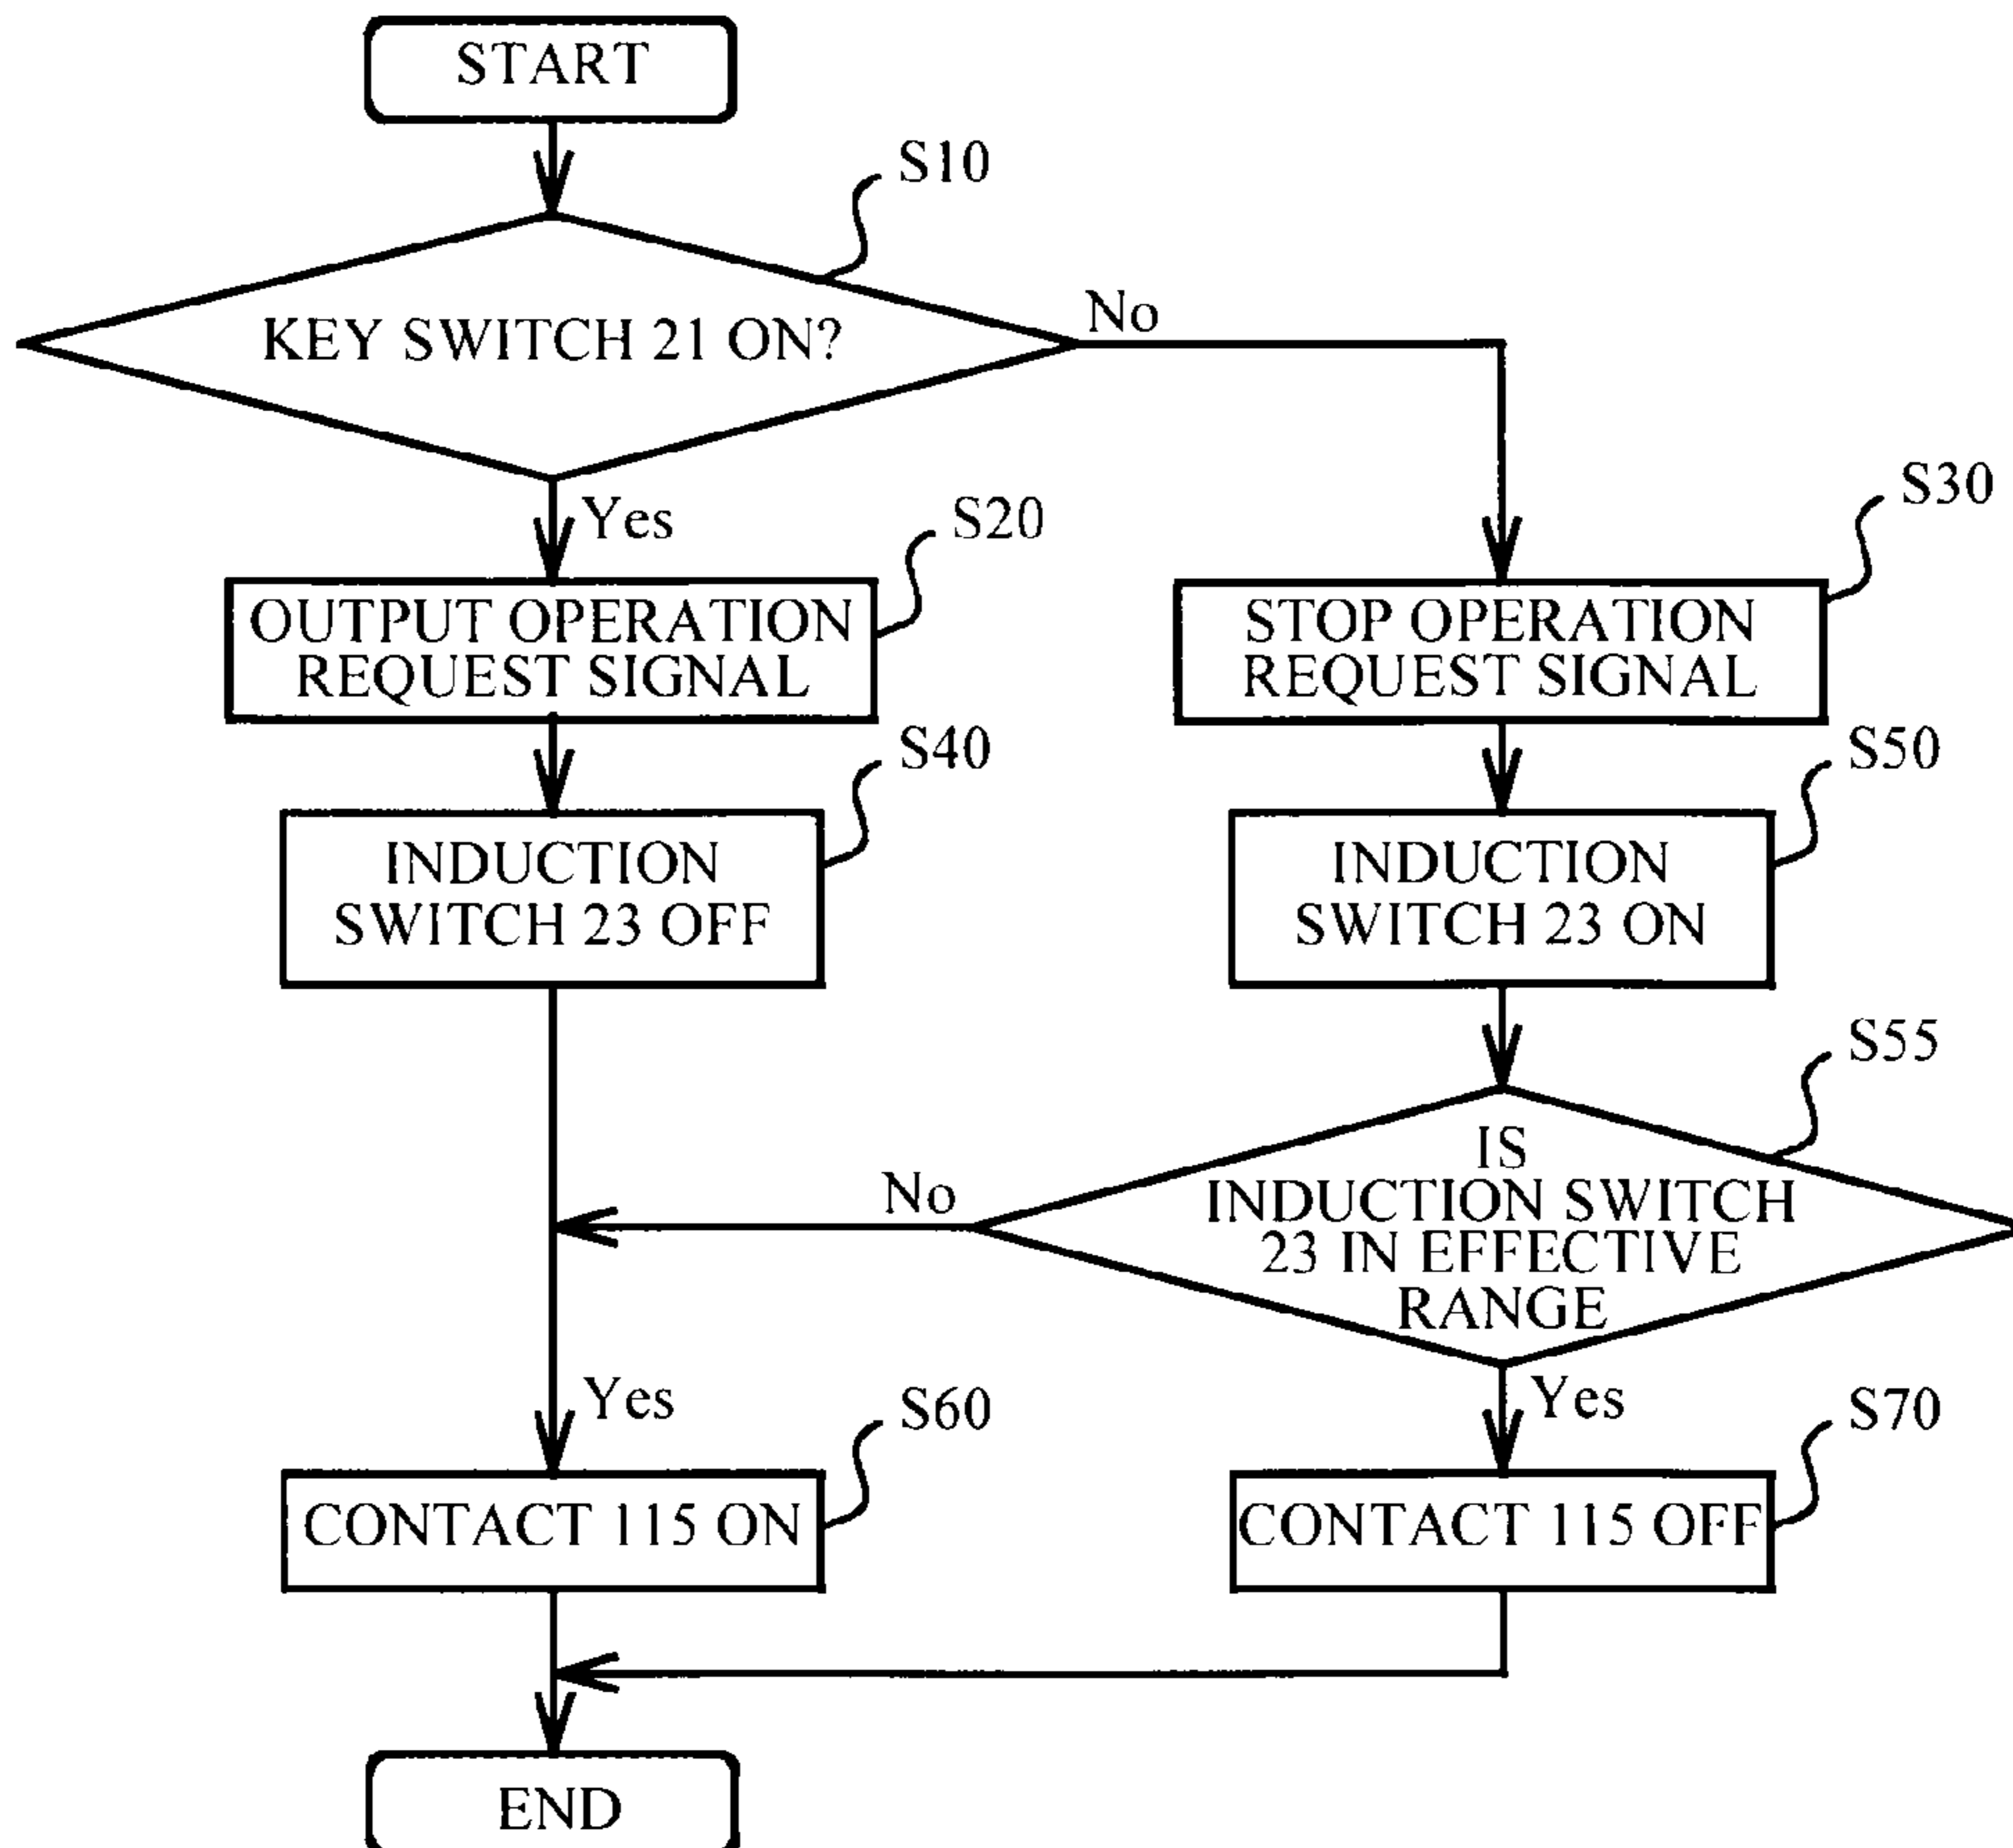 START
S10
KEY SWITCH 21 ON?
No
Yes
S20
S30
OUTPUT OPERATION
REQUEST SIGNAL
STOP OPERATION
REQUEST SIGNAL
S40
S50
INDUCTION
SWITCH 23 OFF
INDUCTION
SWITCH 23 ON
S55
IS
INDUCTION SWITCH
23 IN EFFECTIVE
RANGE
No
Yes
S60
Yes
S70
CONTACT 115 ON
CONTACT 115 OFF
END